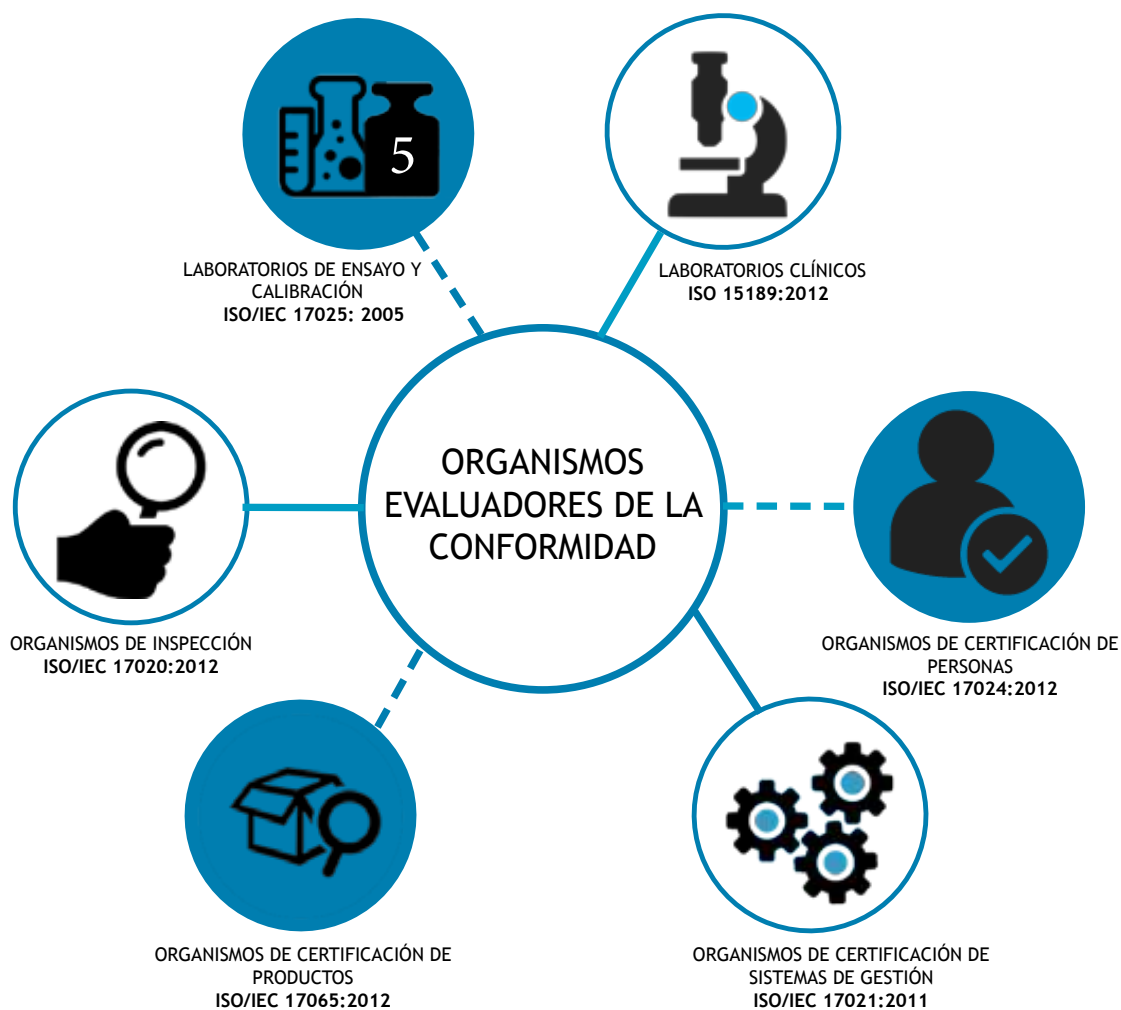 5
LABORATORIOS DE ENSAYO Y
CALIBRACIÓN
ISO/IEC 17025: 2005
LABORATORIOS CLÍNICOS
ISO 15189:2012
ORGANISMOS
EVALUADORES DE LA
CONFORMIDAD
ORGANISMOS DE INSPECCIÓN
ISO/IEC 17020:2012
ORGANISMOS DE CERTIFICACIÓN DE
PERSONAS
ISO/IEC 17024:2012
ORGANISMOS DE CERTIFICACIÓN DE
PRODUCTOS
ISO/IEC 17065:2012
ORGANISMOS DE CERTIFICACIÓN DE
SISTEMAS DE GESTIÓN
ISO/IEC 17021:2011